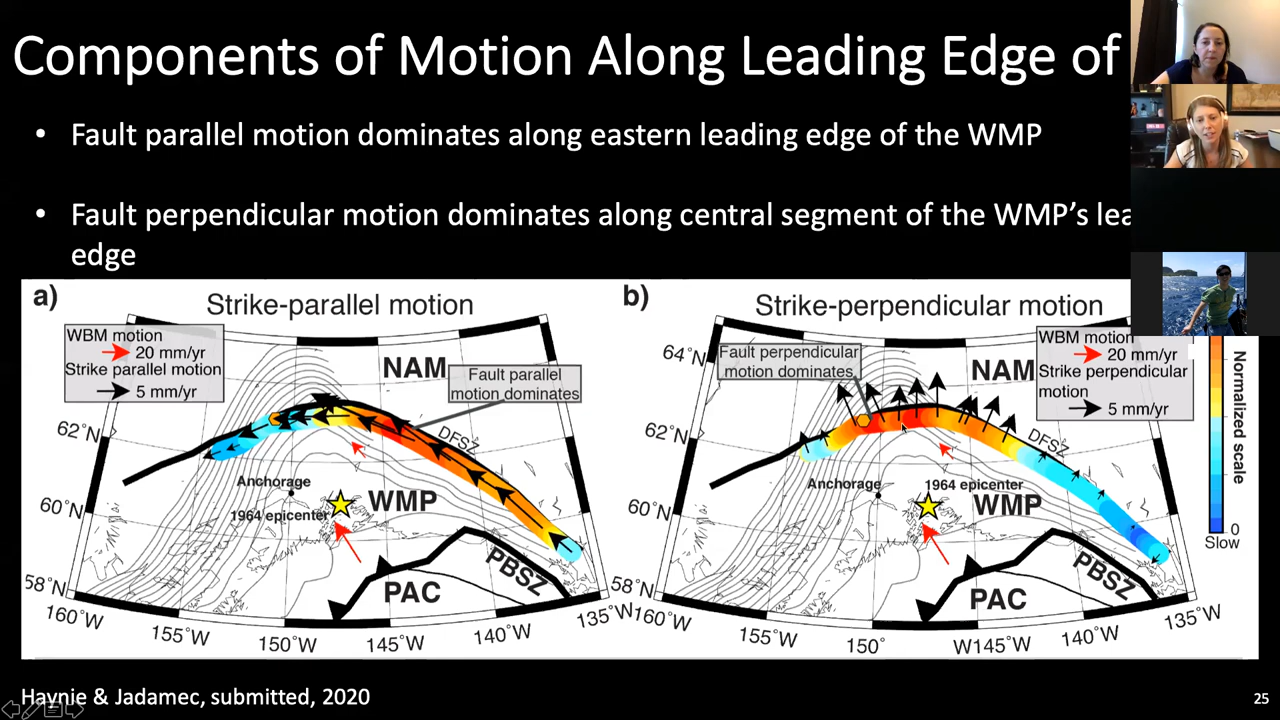 Components of Motion Along Leading Edge of
• Fault parallel motion dominates along eastern leading edge of the WMP
• Fault perpendicular motion dominates along central segment of the WMP’s lea
edge
a)
Strike-parallel motion
WBM motion
20 mm/yr
Strike parallel motion
5 mm/yr
NAM
Fault parallel
motion dominates
DFSZ
62°N
60°N
58°N
Anchorage
1964 epicenter
WMP
PBSZ
PAC
160°W
155°W
150°W
145°W
140°W
135°W
b)
Strike-perpendicular motion
64°N
Fault perpendicular
motion dominates
NAM
WBM motion
20 mm/yr
Strike perpendicular
motion
5 mm/yr
DFSZ
62°N
60°N
58°N
Anchorage
1964 epicenter
WMP
PBSZ
PAC
160°W
155°W
150°
W145°W
140°W
135°W
Normalized scale
0
Slow
Haynie & Jadamec, submitted, 2020
25